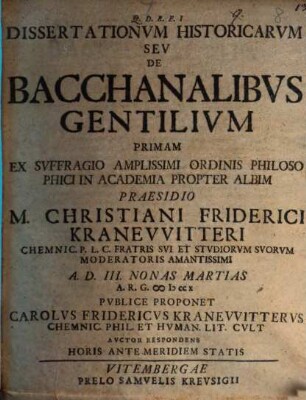 Q. D. B. F. I
DISSERTATIONVM HISTORICARVM
SEV
DE
BACCHANALIBVS
GENTILIVM
PRIMAM
EX SVFFRAGIO AMPLISSIMI ORDINIS PHILOSO
PHICI IN ACADEMIA PROPTER ALBIM
PRAESIDIO
M. CHRISTIANI FRIDERICI
KRANEVVITTERI
CHEMNIC. P. L. C. FRATRIS SVI ET STVDIORVM SVORVM
MODERATORIS AMANTISSIMI
A. D. III. NONAS MARTIAS
A. R. G. ↀ IↃCCX
PVBLICE PROPONET
CAROLVS FRIDERICVS KRANEVVITTERVS
CHEMNIC. PHIL. ET HVMAN. LIT. CVLT
AVCTOR RESPONDENS
HORIS ANTE MERIDIEM STATIS
VITEMBERGAE
PRELO SAMVELIS KREVSIGII